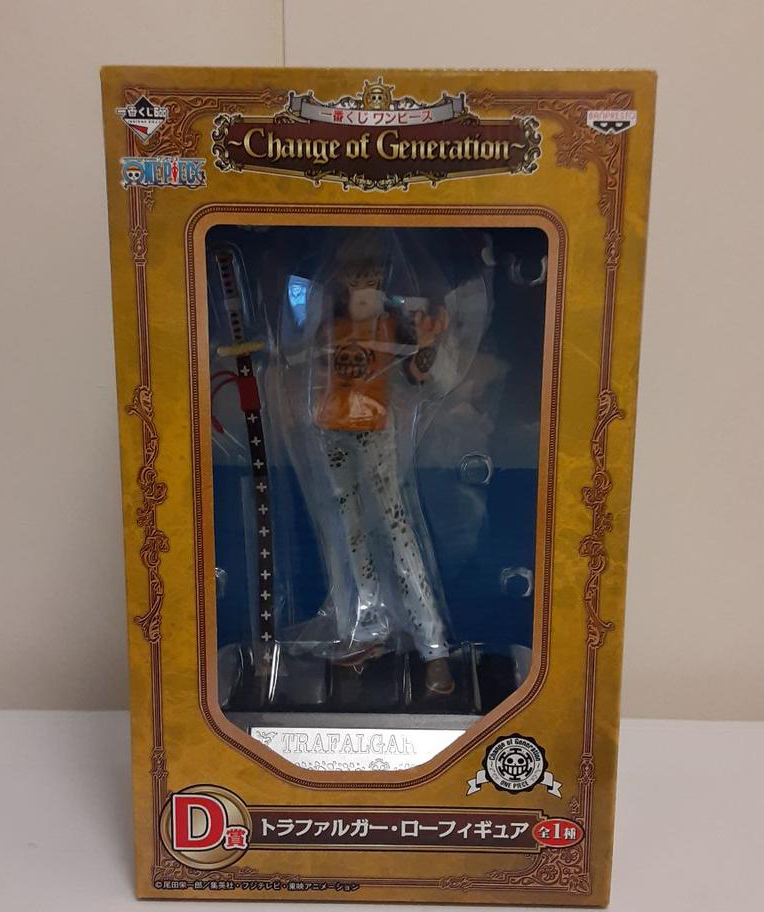 一番くじ
ONE PIECE
一番くじ ワンピース
~Change of Generation~
BANPRESTO
TRAFALGAR
Change of Generation
ONE PIECE
D賞
トラファルガー・ローフィギュア
全1種
©尾田栄一郎/集英社・フジテレビ・東映アニメーション